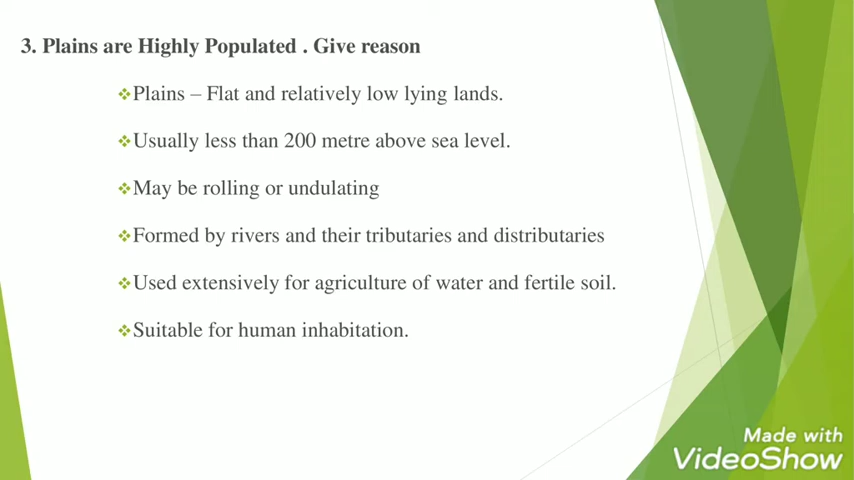 3. Plains are Highly Populated . Give reason
❖Plains – Flat and relatively low lying lands.
❖Usually less than 200 metre above sea level.
❖May be rolling or undulating
❖Formed by rivers and their tributaries and distributaries
❖Used extensively for agriculture of water and fertile soil.
❖Suitable for human inhabitation.
Made with
VideoShow